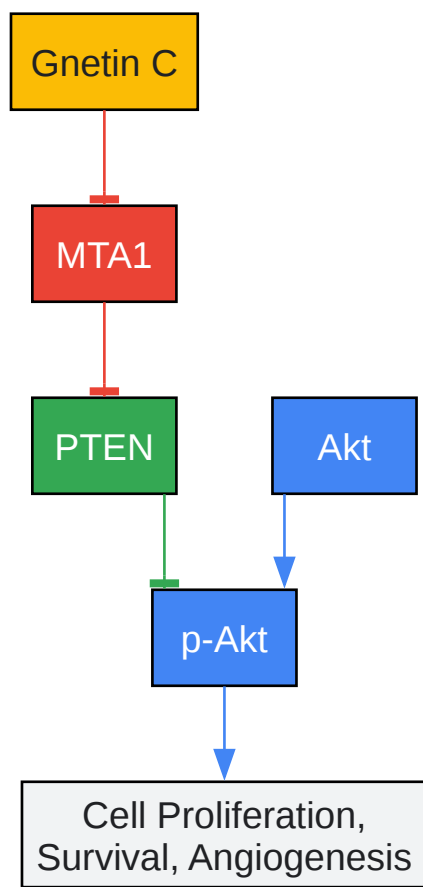 Gnetin C
MTA1
PTEN
Akt
p-Akt
Cell Proliferation,
Survival, Angiogenesis